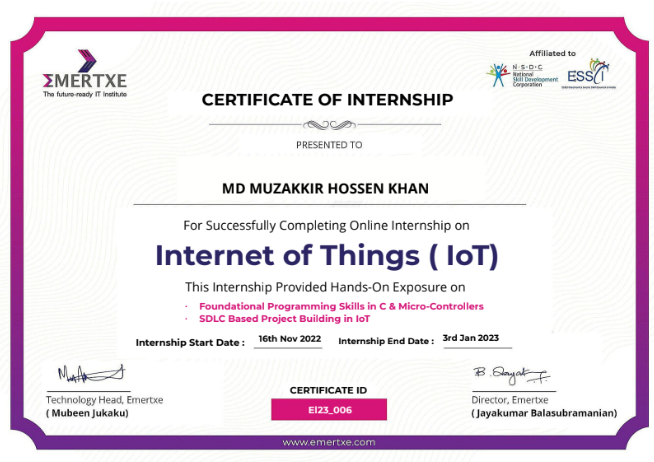 ΣMERTXE
The future-ready IT Institute
Affiliated to
N·S·D·C
National
Skill Development
Corporation
ESSCI
CERTIFICATE OF INTERNSHIP
PRESENTED TO
MD MUZAKKIR HOSSEN KHAN
For Successfully Completing Online Internship on
Internet of Things ( IoT)
This Internship Provided Hands-On Exposure on
· Foundational Programming Skills in C & Micro-Controllers
· SDLC Based Project Building in IoT
Internship Start Date : 16th Nov 2022 Internship End Date : 3rd Jan 2023
Technology Head, Emertxe
( Mubeen Jukaku)
CERTIFICATE ID
EI23_006
Director, Emertxe
( Jayakumar Balasubramanian)
www.emertxe.com